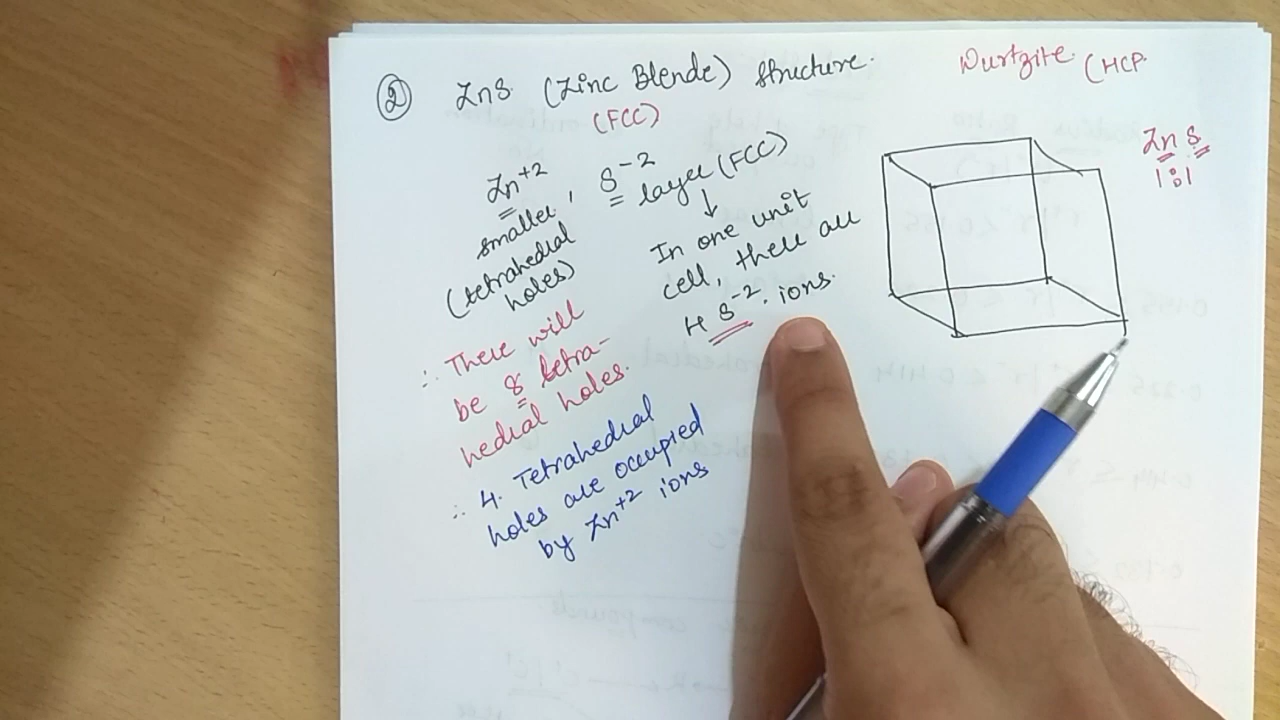 ② ZnS (Zinc Blende) Structure.
(FCC)
Wurtzite (HCP
Zn S
1:1
Zn+2, S-2
smaller
(tetrahedral
holes)
layer (FCC)
↓
In one unit
cell, there are
4 S-2 ions.
∴ There will
be 8 tetra-
hedral holes.
∴ 4 Tetrahedral
holes are occupied
by Zn+2 ions